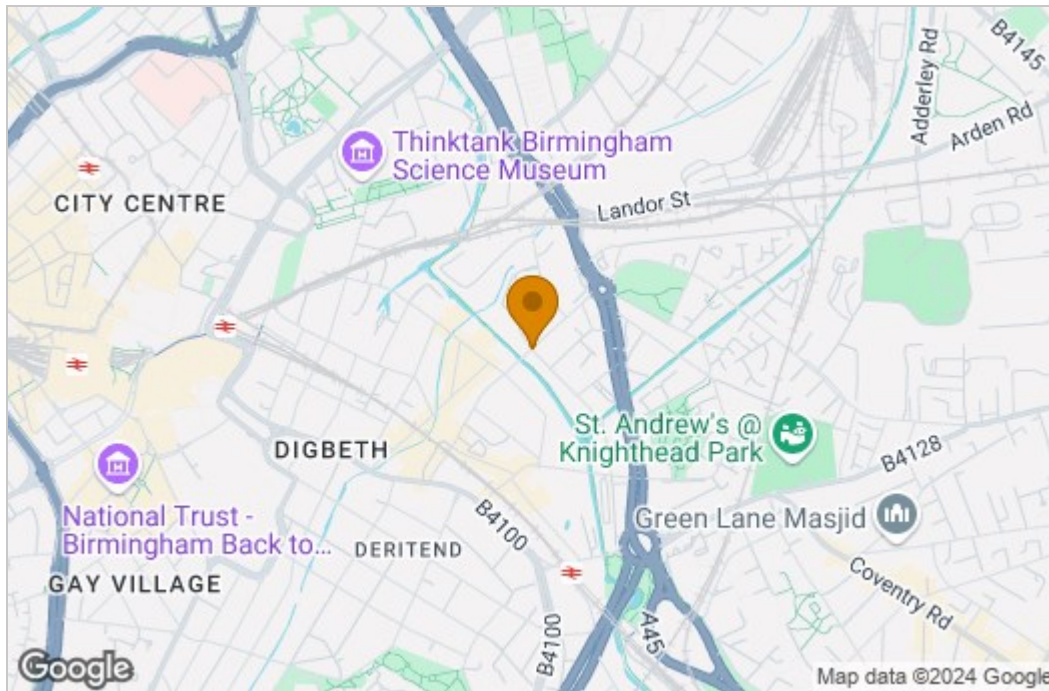 B4145
Adderley Rd
Arden Rd
Thinktank Birmingham
Science Museum
CITY CENTRE
Landor St
DIGBETH
St. Andrew's @
Knighthead Park
B4128
National Trust -
Birmingham Back to...
B4100
Green Lane Masjid
DERITEND
GAY VILLAGE
Coventry Rd
B4100
A45
Google
Map data ©2024 Google